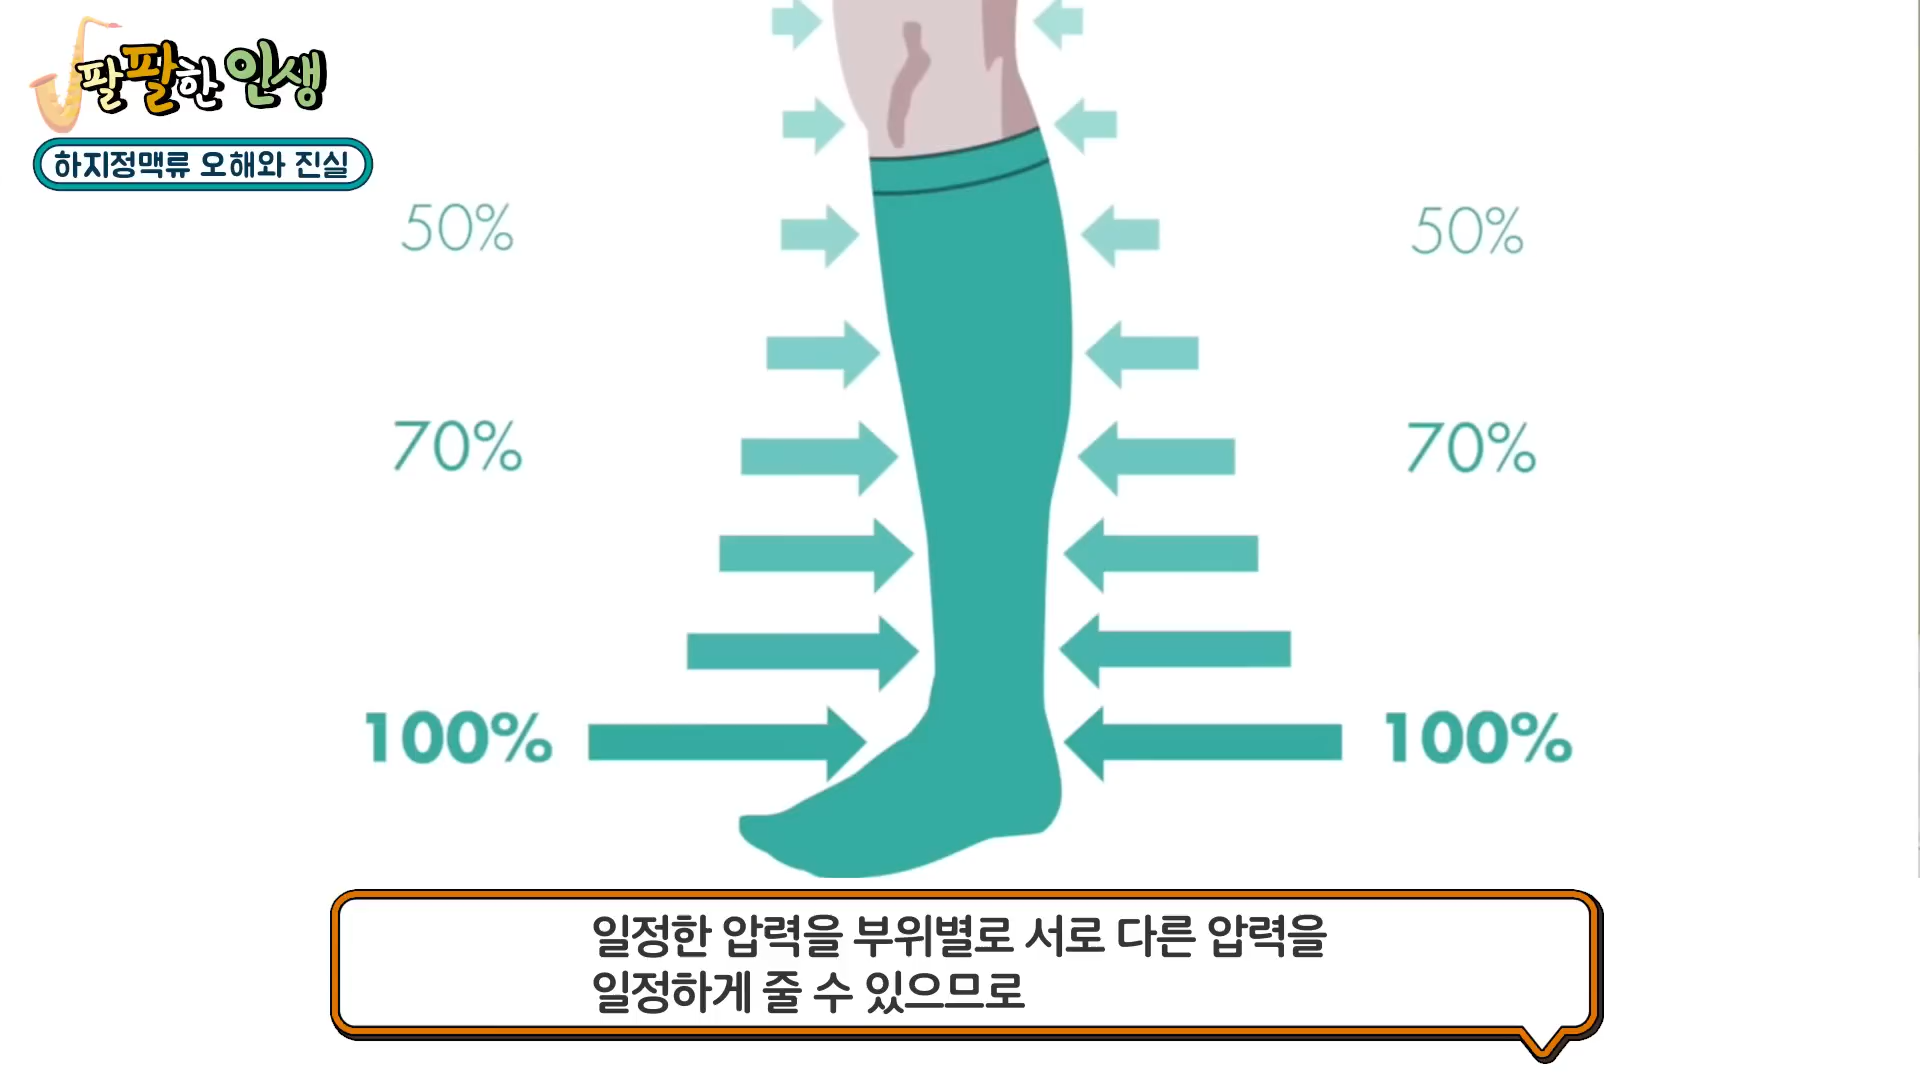 팔팔한 인생
하지정맥류 오해와 진실
50%
50%
70%
70%
100%
100%
일정한 압력을 부위별로 서로 다른 압력을
일정하게 줄 수 있으므로